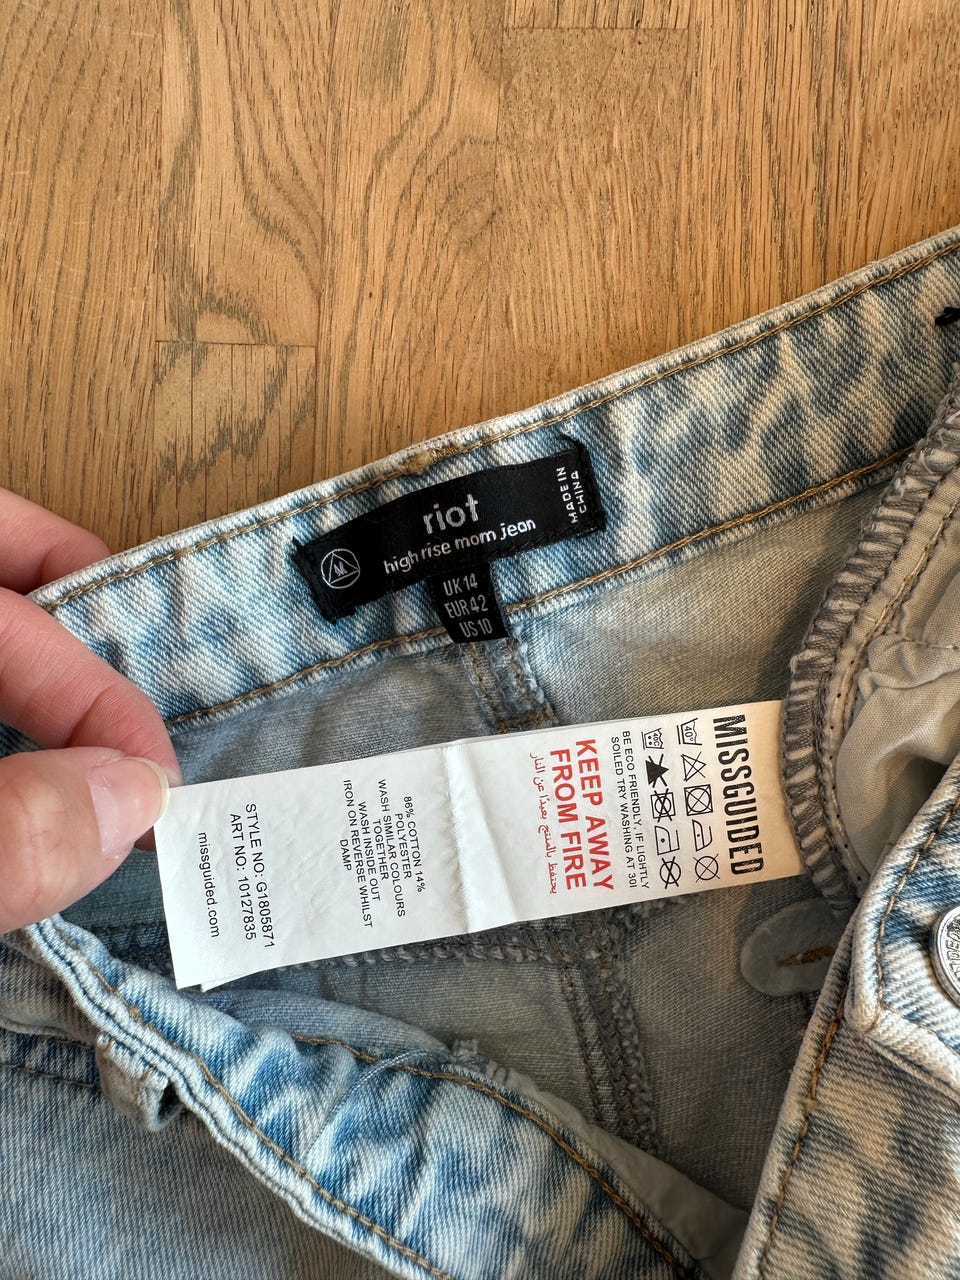 riot
high rise mom jean
MADE IN
CHINA
M
UK 14
EUR 42
US 10
MISSGUIDED
40°
40°C
BE ECO FRIENDLY, IF LIGHTLY
SOILED TRY WASHING AT 30!
KEEP AWAY
FROM FIRE
يحتفظ بالمنتج بعيدًا عن النار
86% COTTON 14%
POLYESTER
WASH SIMILAR COLOURS
TOGETHER
WASH INSIDE OUT
IRON ON REVERSE WHILST
DAMP
STYLE NO: G1805871
ART NO: 10127835
missguided.com